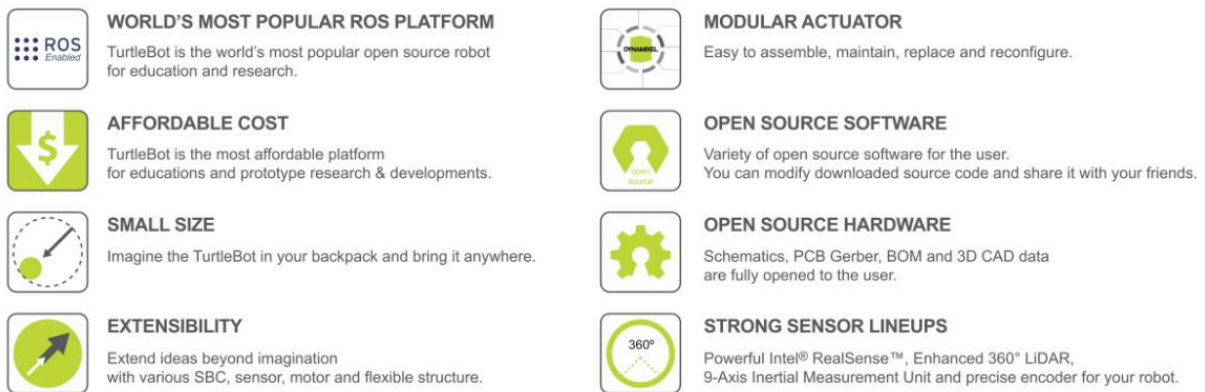 ROS
Enabled
WORLD'S MOST POPULAR ROS PLATFORM
TurtleBot is the world's most popular open source robot
for education and research.
$
AFFORDABLE COST
TurtleBot is the most affordable platform
for educations and prototype research & developments.
SMALL SIZE
Imagine the TurtleBot in your backpack and bring it anywhere.
EXTENSIBILITY
Extend ideas beyond imagination
with various SBC, sensor, motor and flexible structure.
DYNAMIXEL
MODULAR ACTUATOR
Easy to assemble, maintain, replace and reconfigure.
open
source
OPEN SOURCE SOFTWARE
Variety of open source software for the user.
You can modify downloaded source code and share it with your friends.
OPEN SOURCE HARDWARE
Schematics, PCB Gerber, BOM and 3D CAD data
are fully opened to the user.
360º
STRONG SENSOR LINEUPS
Powerful Intel® RealSense™, Enhanced 360° LiDAR,
9-Axis Inertial Measurement Unit and precise encoder for your robot.